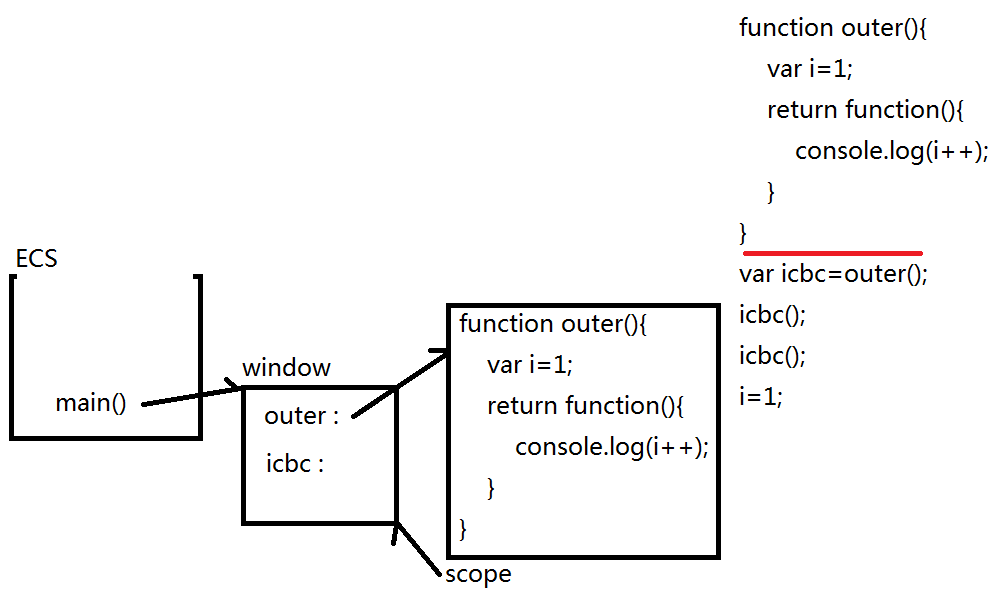 function outer(){
var i=1;
return function(){
console.log(i++);
}
}
var icbc=outer();
icbc();
icbc();
i=1;
ECS
main()
window
outer :
icbc :
function outer(){
var i=1;
return function(){
console.log(i++);
}
}
scope